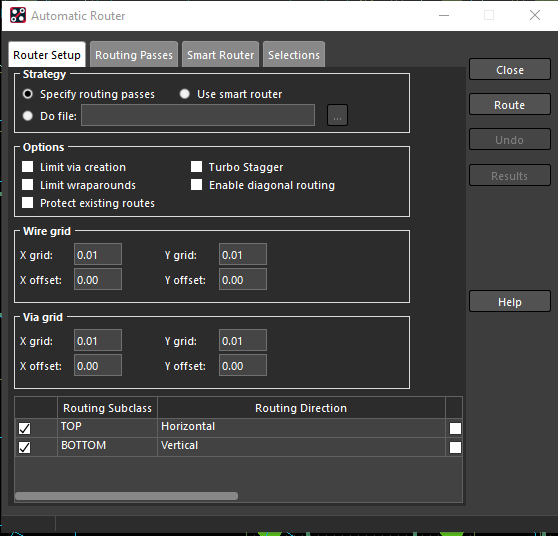 Automatic Router
Router Setup Routing Passes Smart Router Selections
Strategy
Specify routing passes Use smart router
Do file: ...
Options
Limit via creation Turbo Stagger
Limit wraparounds Enable diagonal routing
Protect existing routes
Wire grid
X grid: 0.01 Y grid: 0.01
X offset: 0.00 Y offset: 0.00
Via grid
X grid: 0.01 Y grid: 0.01
X offset: 0.00 Y offset: 0.00
Routing Subclass Routing Direction
TOP Horizontal
BOTTOM Vertical
Close
Route
Undo
Results
Help